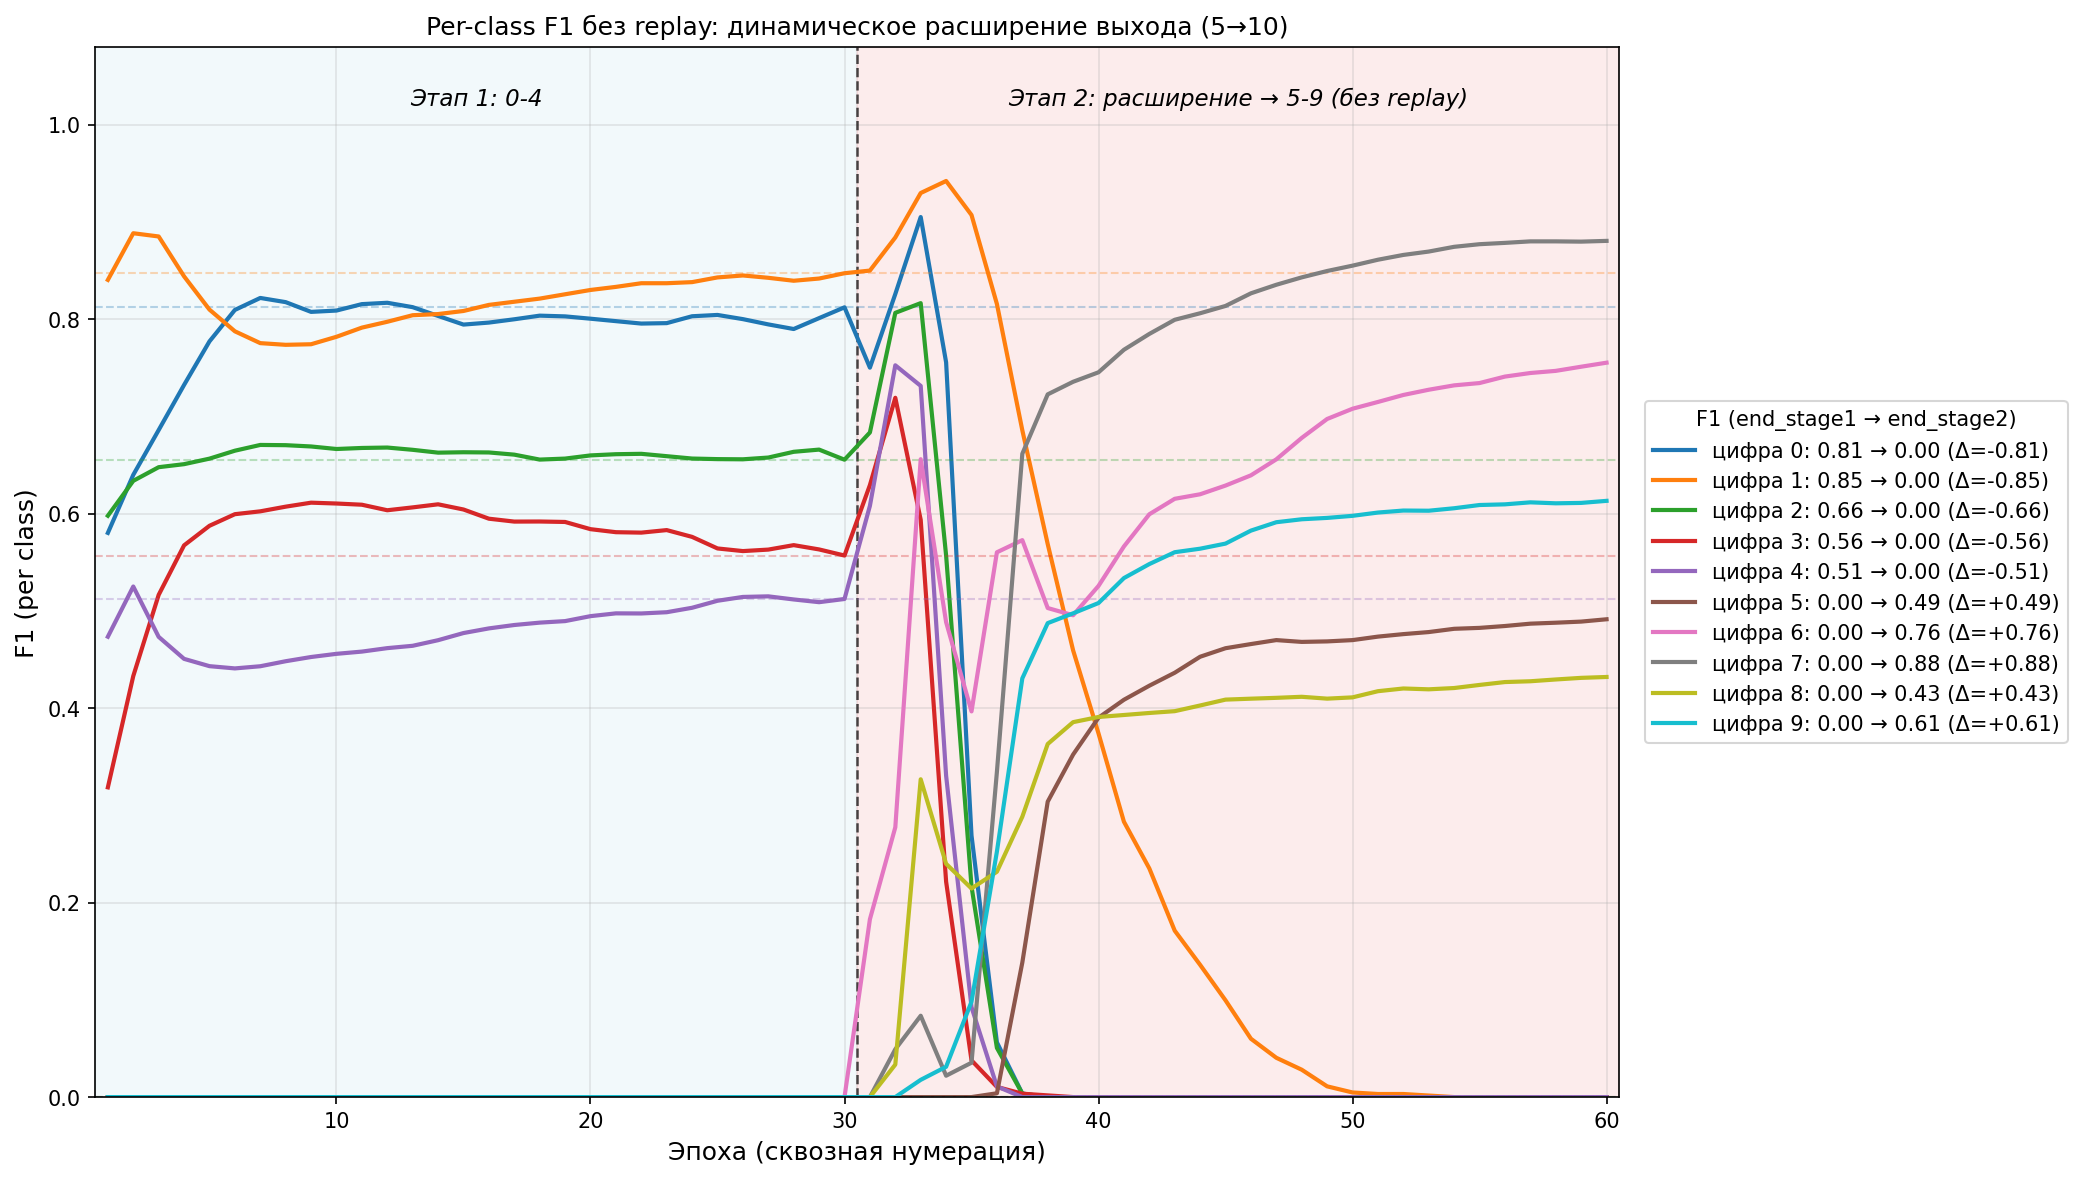 Per-class F1 без replay: динамическое расширение выхода (5→10)
Этап 1: 0-4
Этап 2: расширение → 5-9 (без replay)
F1 (per class)
1.0
0.8
0.6
0.4
0.2
0.0
10
20
30
40
50
60
Эпоха (сквозная нумерация)
F1 (end_stage1 → end_stage2)
цифра 0: 0.81 → 0.00 (Δ=-0.81)
цифра 1: 0.85 → 0.00 (Δ=-0.85)
цифра 2: 0.66 → 0.00 (Δ=-0.66)
цифра 3: 0.56 → 0.00 (Δ=-0.56)
цифра 4: 0.51 → 0.00 (Δ=-0.51)
цифра 5: 0.00 → 0.49 (Δ=+0.49)
цифра 6: 0.00 → 0.76 (Δ=+0.76)
цифра 7: 0.00 → 0.88 (Δ=+0.88)
цифра 8: 0.00 → 0.43 (Δ=+0.43)
цифра 9: 0.00 → 0.61 (Δ=+0.61)